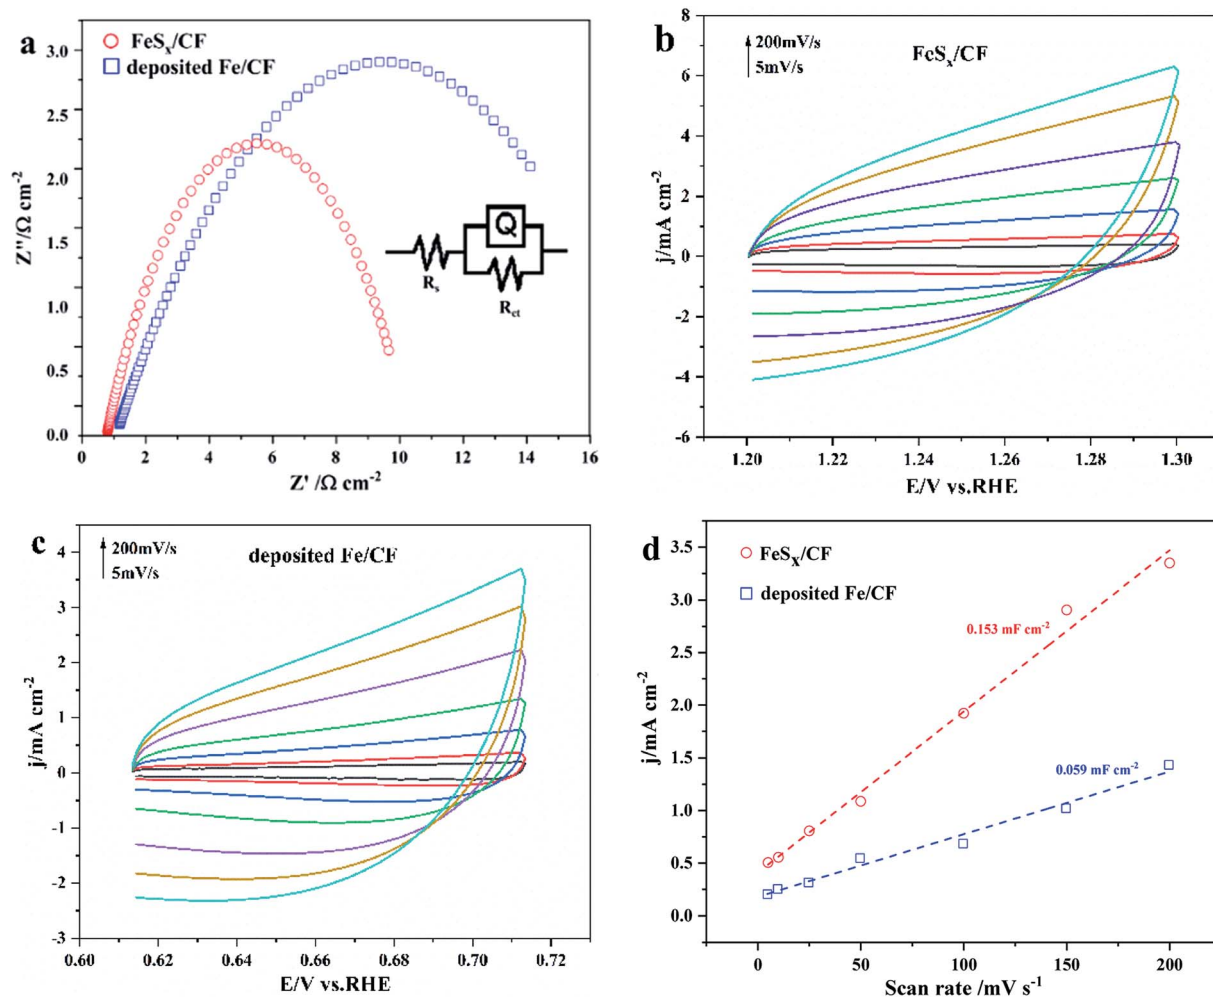 a
FeSx/CF
deposited Fe/CF
Z''/Ω cm-2
3.0
2.5
2.0
1.5
1.0
0.5
0.0
0 2 4 6 8 10 12 14 16
Z' /Ω cm-2
Q
Rs
Rct
b
200mV/s
5mV/s
FeSx/CF
j/mA cm-2
8
6
4
2
0
-2
-4
-6
1.20 1.22 1.24 1.26 1.28 1.30
E/V vs.RHE
c
200mV/s
5mV/s
deposited Fe/CF
j/mA cm-2
4
3
2
1
0
-1
-2
-3
0.60 0.62 0.64 0.66 0.68 0.70 0.72
E/V vs.RHE
d
FeSx/CF
deposited Fe/CF
0.153 mF cm-2
0.059 mF cm-2
j/mA cm-2
3.5
3.0
2.5
2.0
1.5
1.0
0.5
0.0
0 50 100 150 200
Scan rate /mV s-1